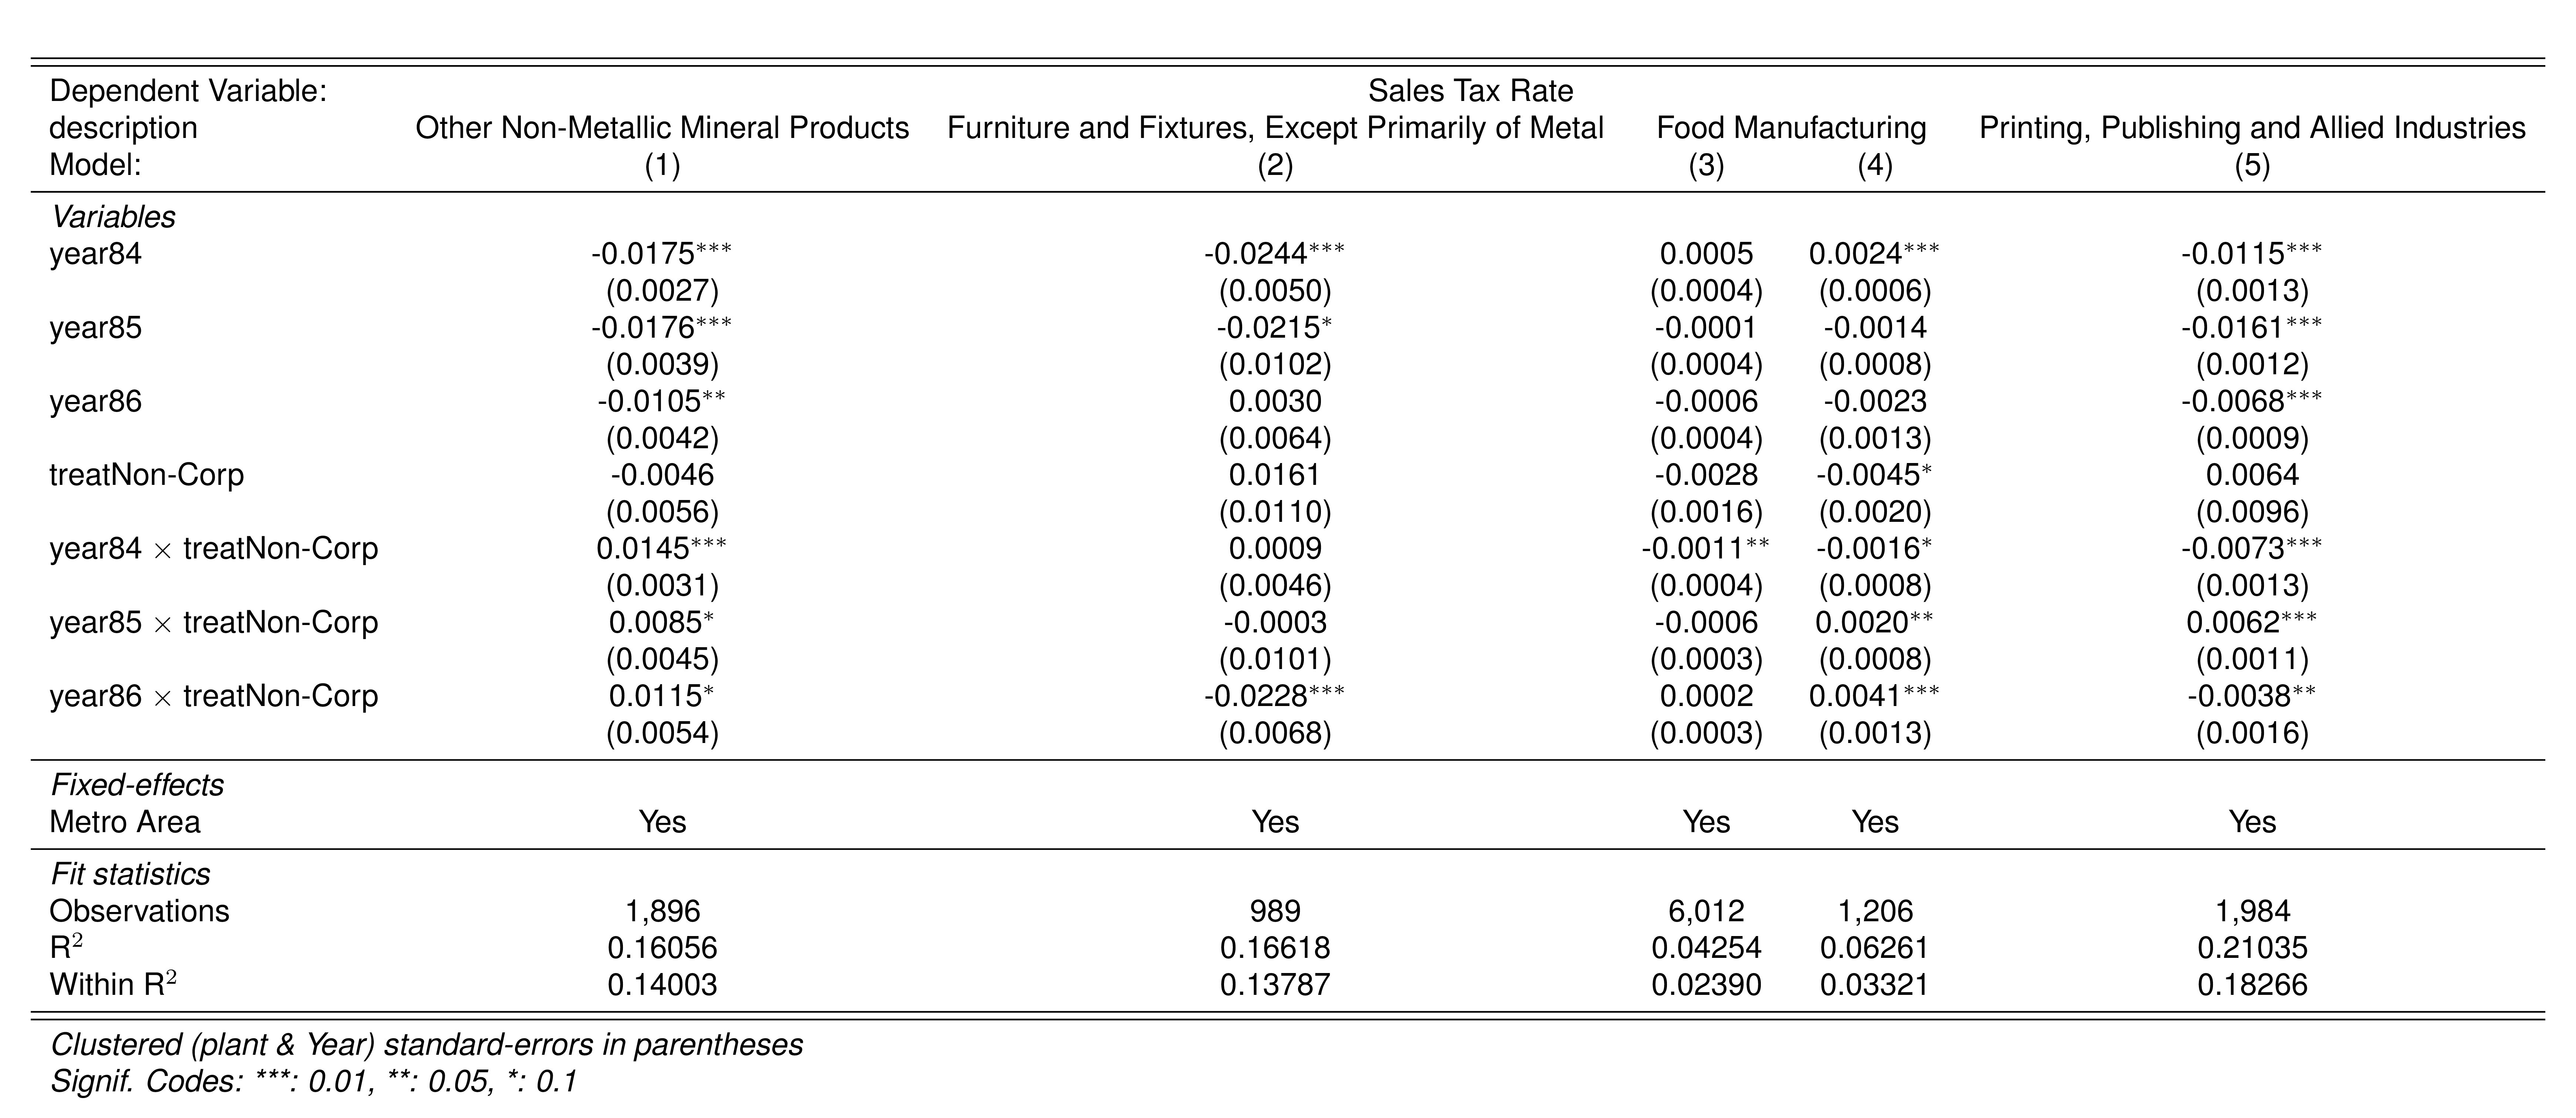 Dependent Variable: Sales Tax Rate
description Other Non-Metallic Mineral Products Furniture and Fixtures, Except Primarily of Metal Food Manufacturing Printing, Publishing and Allied Industries
Model: (1) (2) (3) (4) (5)
Variables
year84 -0.0175*** -0.0244*** 0.0005 0.0024*** -0.0115***
(0.0027) (0.0050) (0.0004) (0.0006) (0.0013)
year85 -0.0176*** -0.0215* -0.0001 -0.0014 -0.0161***
(0.0039) (0.0102) (0.0004) (0.0008) (0.0012)
year86 -0.0105** 0.0030 -0.0006 -0.0023 -0.0068***
(0.0042) (0.0064) (0.0004) (0.0013) (0.0009)
treatNon-Corp -0.0046 0.0161 -0.0028 -0.0045* 0.0064
(0.0056) (0.0110) (0.0016) (0.0020) (0.0096)
year84 × treatNon-Corp 0.0145*** 0.0009 -0.0011** -0.0016* -0.0073***
(0.0031) (0.0046) (0.0004) (0.0008) (0.0013)
year85 × treatNon-Corp 0.0085* -0.0003 -0.0006 0.0020** 0.0062***
(0.0045) (0.0101) (0.0003) (0.0008) (0.0011)
year86 × treatNon-Corp 0.0115* -0.0228*** 0.0002 0.0041*** -0.0038**
(0.0054) (0.0068) (0.0003) (0.0013) (0.0016)
Fixed-effects
Metro Area Yes Yes Yes Yes Yes
Fit statistics
Observations 1,896 989 6,012 1,206 1,984
R² 0.16056 0.16618 0.04254 0.06261 0.21035
Within R² 0.14003 0.13787 0.02390 0.03321 0.18266
Clustered (plant & Year) standard-errors in parentheses
Signif. Codes: ***: 0.01, **: 0.05, *: 0.1